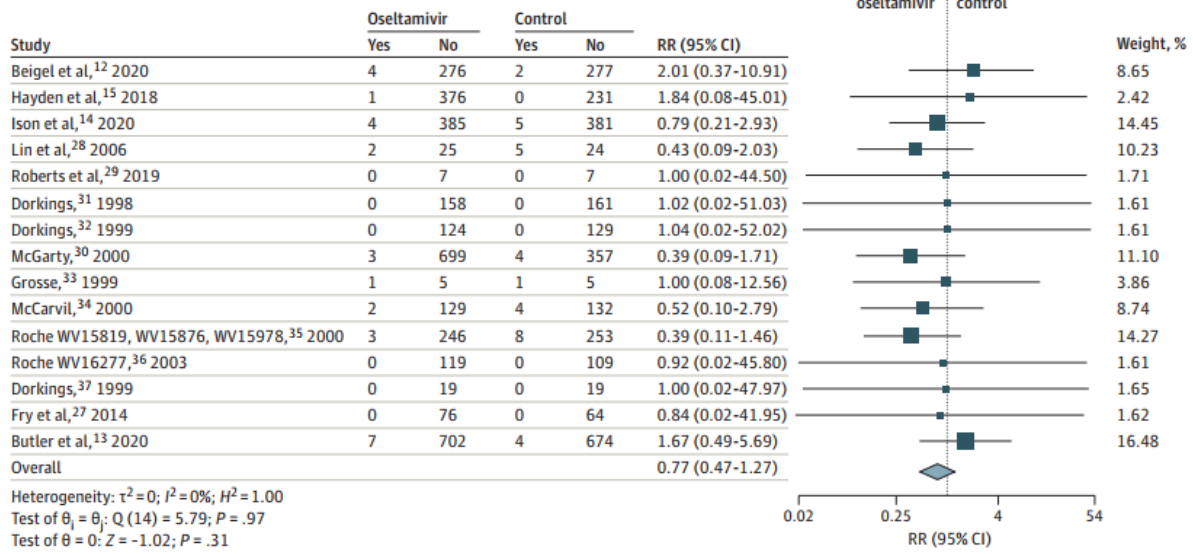 oseltamivir control
Oseltamivir Control
Study Yes No Yes No RR (95% CI) Weight, %
Beigel et al,12 2020 4 276 2 277 2.01 (0.37-10.91) 8.65
Hayden et al,15 2018 1 376 0 231 1.84 (0.08-45.01) 2.42
Ison et al,14 2020 4 385 5 381 0.79 (0.21-2.93) 14.45
Lin et al,28 2006 2 25 5 24 0.43 (0.09-2.03) 10.23
Roberts et al,29 2019 0 7 0 7 1.00 (0.02-44.50) 1.71
Dorkings,31 1998 0 158 0 161 1.02 (0.02-51.03) 1.61
Dorkings,32 1999 0 124 0 129 1.04 (0.02-52.02) 1.61
McGarty,30 2000 3 699 4 357 0.39 (0.09-1.71) 11.10
Grosse,33 1999 1 5 1 5 1.00 (0.08-12.56) 3.86
McCarvil,34 2000 2 129 4 132 0.52 (0.10-2.79) 8.74
Roche WV15819, WV15876, WV15978,35 2000 3 246 8 253 0.39 (0.11-1.46) 14.27
Roche WV16277,36 2003 0 119 0 109 0.92 (0.02-45.80) 1.61
Dorkings,37 1999 0 19 0 19 1.00 (0.02-47.97) 1.65
Fry et al,27 2014 0 76 0 64 0.84 (0.02-41.95) 1.62
Butler et al,13 2020 7 702 4 674 1.67 (0.49-5.69) 16.48
Overall 0.77 (0.47-1.27)
Heterogeneity: τ2 = 0; I2 = 0%; H2 = 1.00
Test of θi = θj: Q (14) = 5.79; P = .97
Test of θ = 0: Z = -1.02; P = .31
0.02 0.25 4 54
RR (95% CI)